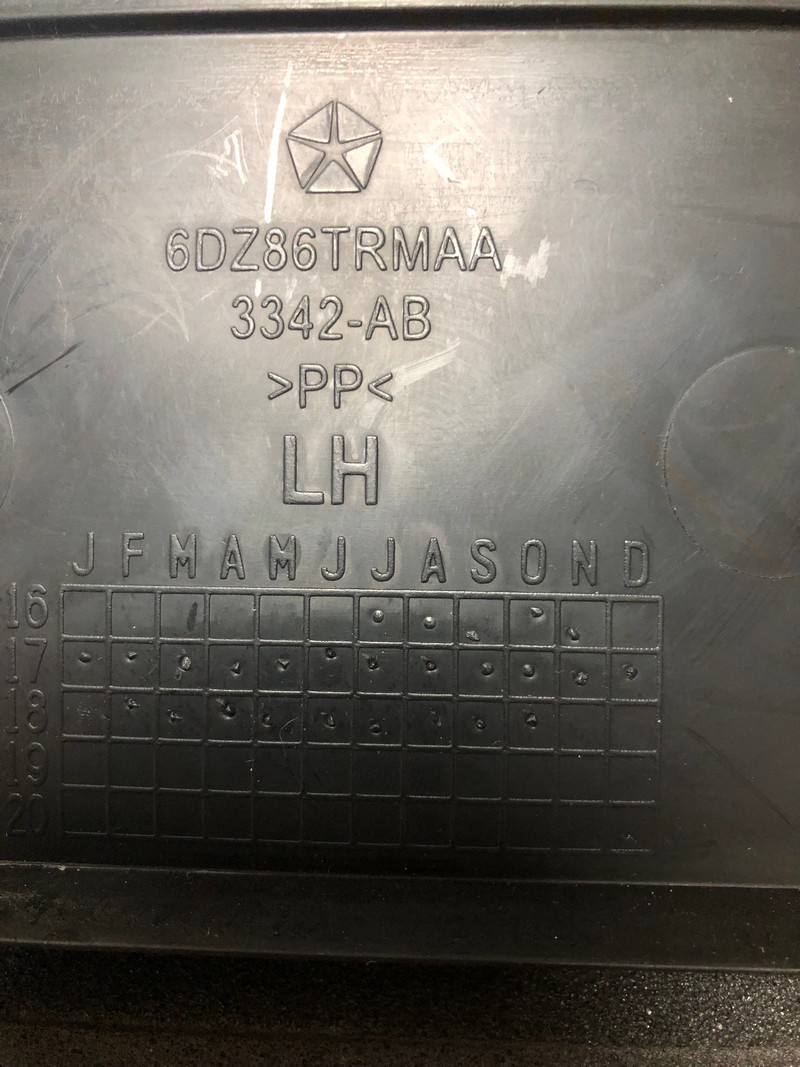 6DZ86TRMAA
3342-AB
>PP<
LH
J F M A M J J A S O N D
16
17
18
19
20